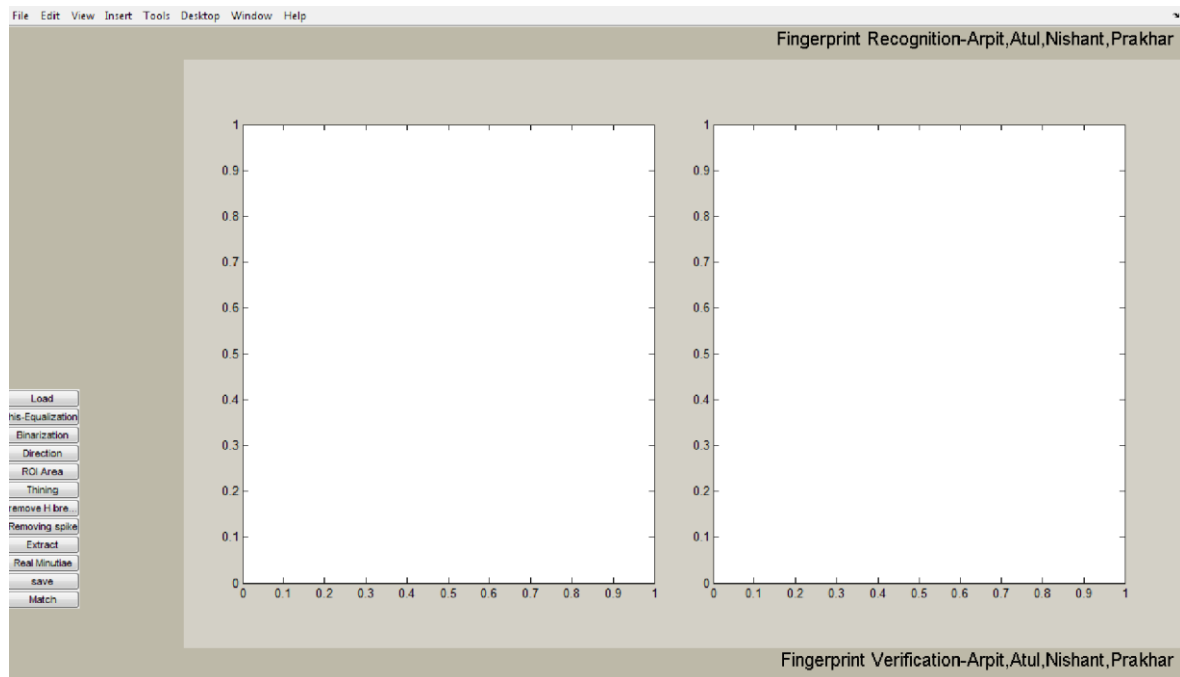 File Edit View Insert Tools Desktop Window Help
Fingerprint Recognition-Arpit,Atul,Nishant,Prakhar
1
0.9
0.8
0.7
0.6
0.5
0.4
0.3
0.2
0.1
0
0 0.1 0.2 0.3 0.4 0.5 0.6 0.7 0.8 0.9 1
1
0.9
0.8
0.7
0.6
0.5
0.4
0.3
0.2
0.1
0
0 0.1 0.2 0.3 0.4 0.5 0.6 0.7 0.8 0.9 1
Load
his-Equalization
Binarization
Direction
ROI Area
Thining
remove H bre...
Removing spike
Extract
Real Minutiae
save
Match
Fingerprint Verification-Arpit,Atul,Nishant,Prakhar